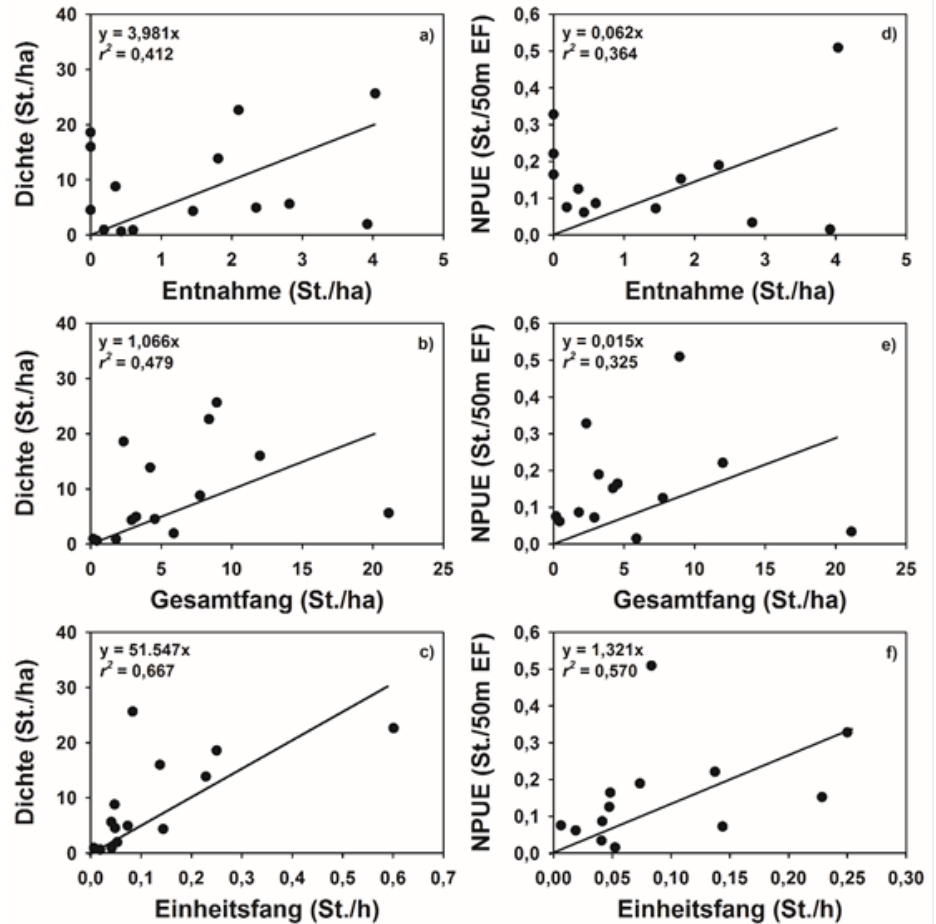 y = 3,981x
r² = 0,412
a)
Dichte (St./ha)
40
30
20
10
0
0 1 2 3 4 5
Entnahme (St./ha)
y = 0,062x
r² = 0,364
d)
NPUE (St./50m EF)
0,6
0,5
0,4
0,3
0,2
0,1
0,0
0 1 2 3 4 5
Entnahme (St./ha)
y = 1,066x
r² = 0,479
b)
Dichte (St./ha)
40
30
20
10
0
0 5 10 15 20 25
Gesamtfang (St./ha)
y = 0,015x
r² = 0,325
e)
NPUE (St./50m EF)
0,6
0,5
0,4
0,3
0,2
0,1
0,0
0 5 10 15 20 25
Gesamtfang (St./ha)
y = 51.547x
r² = 0,667
c)
Dichte (St./ha)
40
30
20
10
0
0,0 0,1 0,2 0,3 0,4 0,5 0,6 0,7
Einheitsfang (St./h)
y = 1,321x
r² = 0,570
f)
NPUE (St./50m EF)
0,6
0,5
0,4
0,3
0,2
0,1
0,0
0,00 0,05 0,10 0,15 0,20 0,25 0,30
Einheitsfang (St./h)